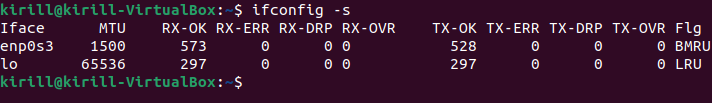 kirill@kirill-VirtualBox:~$ ifconfig -s
Iface      MTU    RX-OK RX-ERR RX-DRP RX-OVR    TX-OK TX-ERR TX-DRP TX-OVR Flg
enp0s3    1500      573      0      0 0           528      0      0      0 BMRU
lo       65536      297      0      0 0           297      0      0      0 LRU
kirill@kirill-VirtualBox:~$